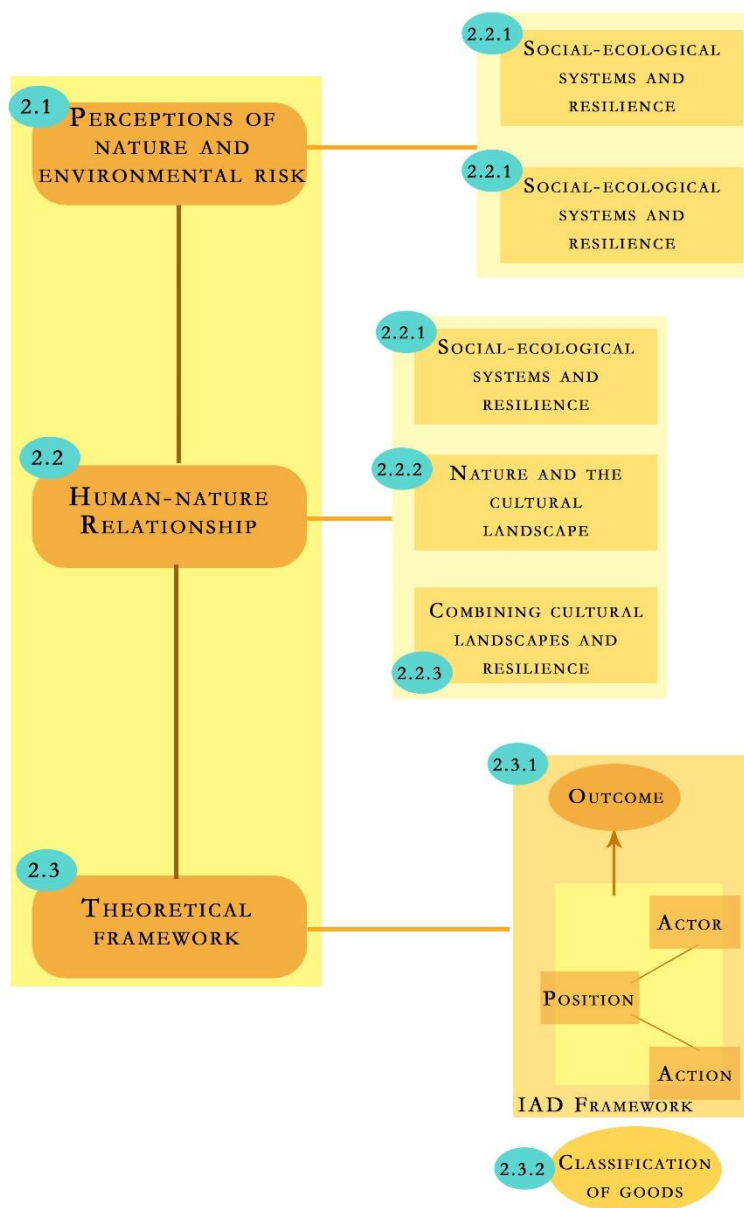 2.1
Perceptions of
nature and
environmental risk
2.2.1
Social-ecological
systems and
resilience
2.2.1
Social-ecological
systems and
resilience
2.2
Human-nature
Relationship
2.2.1
Social-ecological
systems and
resilience
2.2.2
Nature and the
cultural
landscape
Combining cultural
landscapes and
resilience
2.2.3
2.3
Theoretical
framework
2.3.1
Outcome
Actor
Position
Action
IAD Framework
2.3.2
Classification
of goods